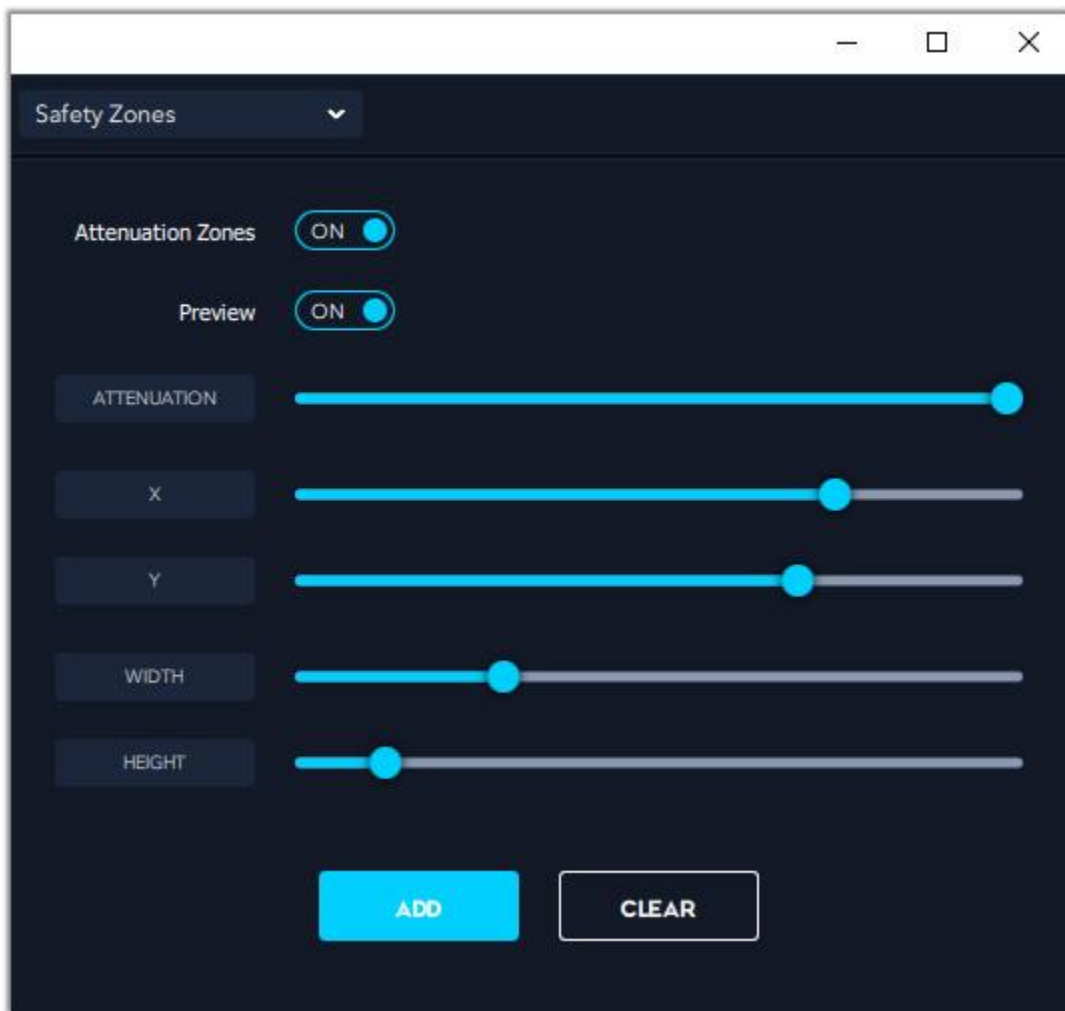 Safety Zones
Attenuation Zones ON
Preview ON
ATTENUATION
X
Y
WIDTH
HEIGHT
ADD CLEAR